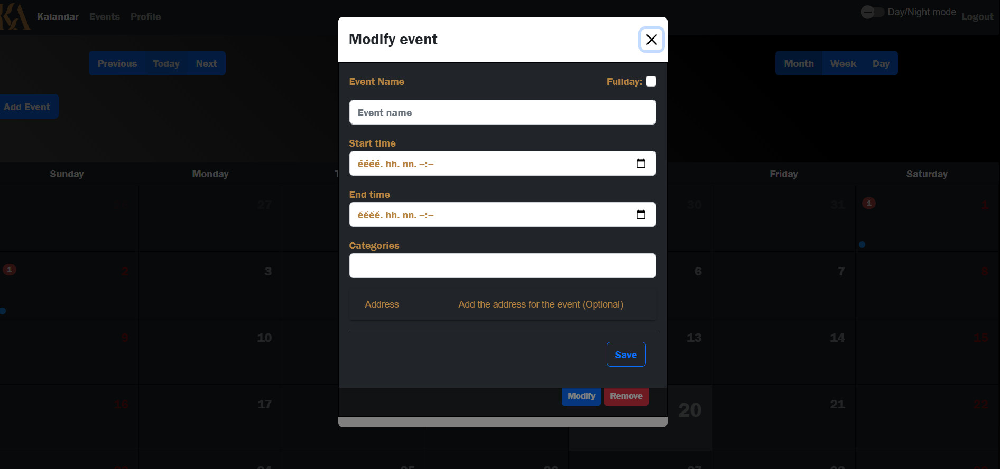 KA Kalandar Events Profile Day/Night mode Logout
Modify event
Previous Today Next Month Week Day
Event Name Fullday:
Add Event
Event name
Start time
éééé. hh. nn. --:--
Sunday Monday T Friday Saturday
End time
27 30 31 1 1
éééé. hh. nn. --:--
Categories
1 2 3 6 7 8
Address Add the address for the event (Optional)
9 10 13 14 15
Save
Modify Remove
16 17 20 21 22